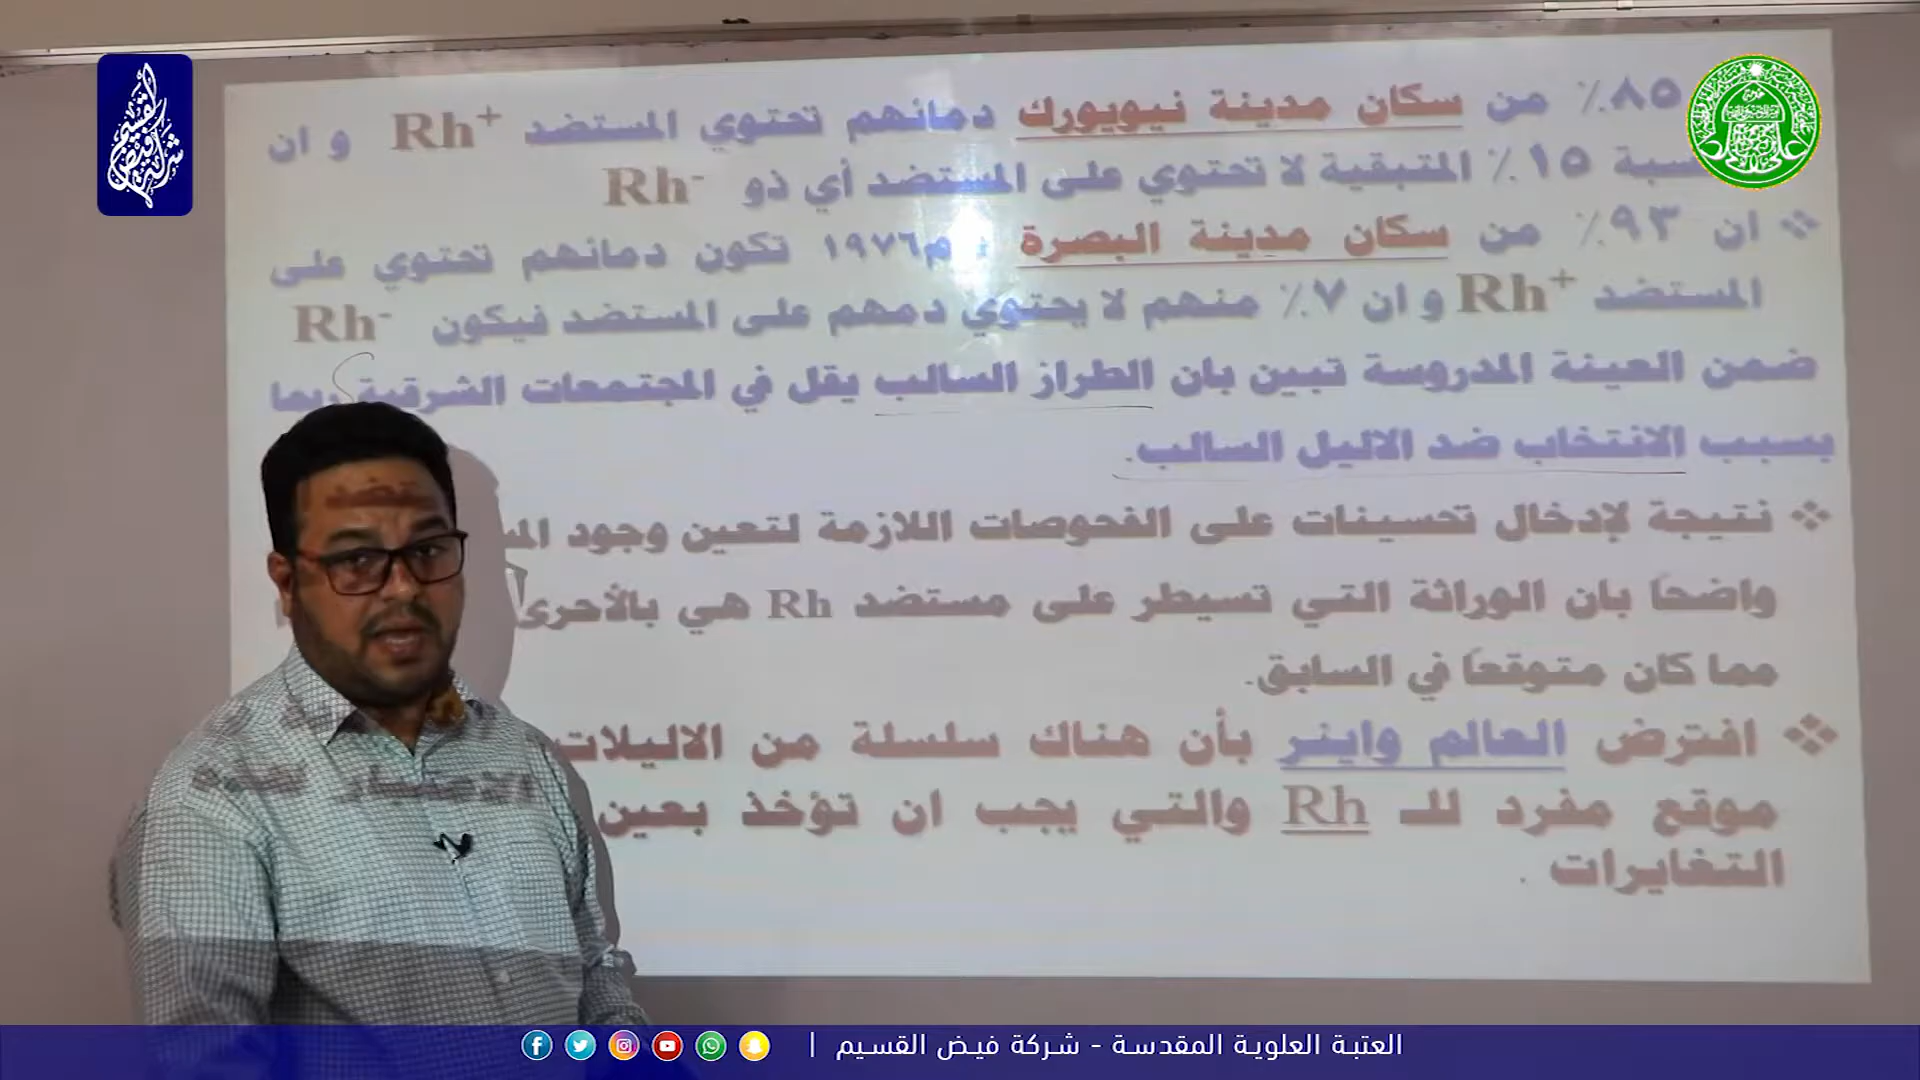 ٨٥٪ من سكان مدينة نيويورك دمائهم تحتوي المستضد Rh⁺ و ان
١٥٪ المتبقية لا تحتوي على المستضد أي ذو Rh⁻
❖ ان ٩٣٪ من سكان مدينة البصرة م١٩٧٦ تكون دمائهم تحتوي على
المستضد Rh⁺ و ان ٧٪ منهم لا يحتوي دمهم على المستضد فيكون Rh⁻
ضمن العينة المدروسة تبين بان الطراز السالب يقل في المجتمعات الشرقية ربما
بسبب الانتخاب ضد الاليل السالب.
❖ نتيجة لإدخال تحسينات على الفحوصات اللازمة لتعين وجود
واضحاً بان الوراثة التي تسيطر على مستضد Rh هي بالأحرى
مما كان متوقعاً في السابق.
❖ افترض العالم واينر بأن هناك سلسلة من الاليلات
موقع مفرد للـ Rh والتي يجب ان تؤخذ بعين
التغايرات .
العتبة العلوية المقدسة - شركة فيض القسيم |